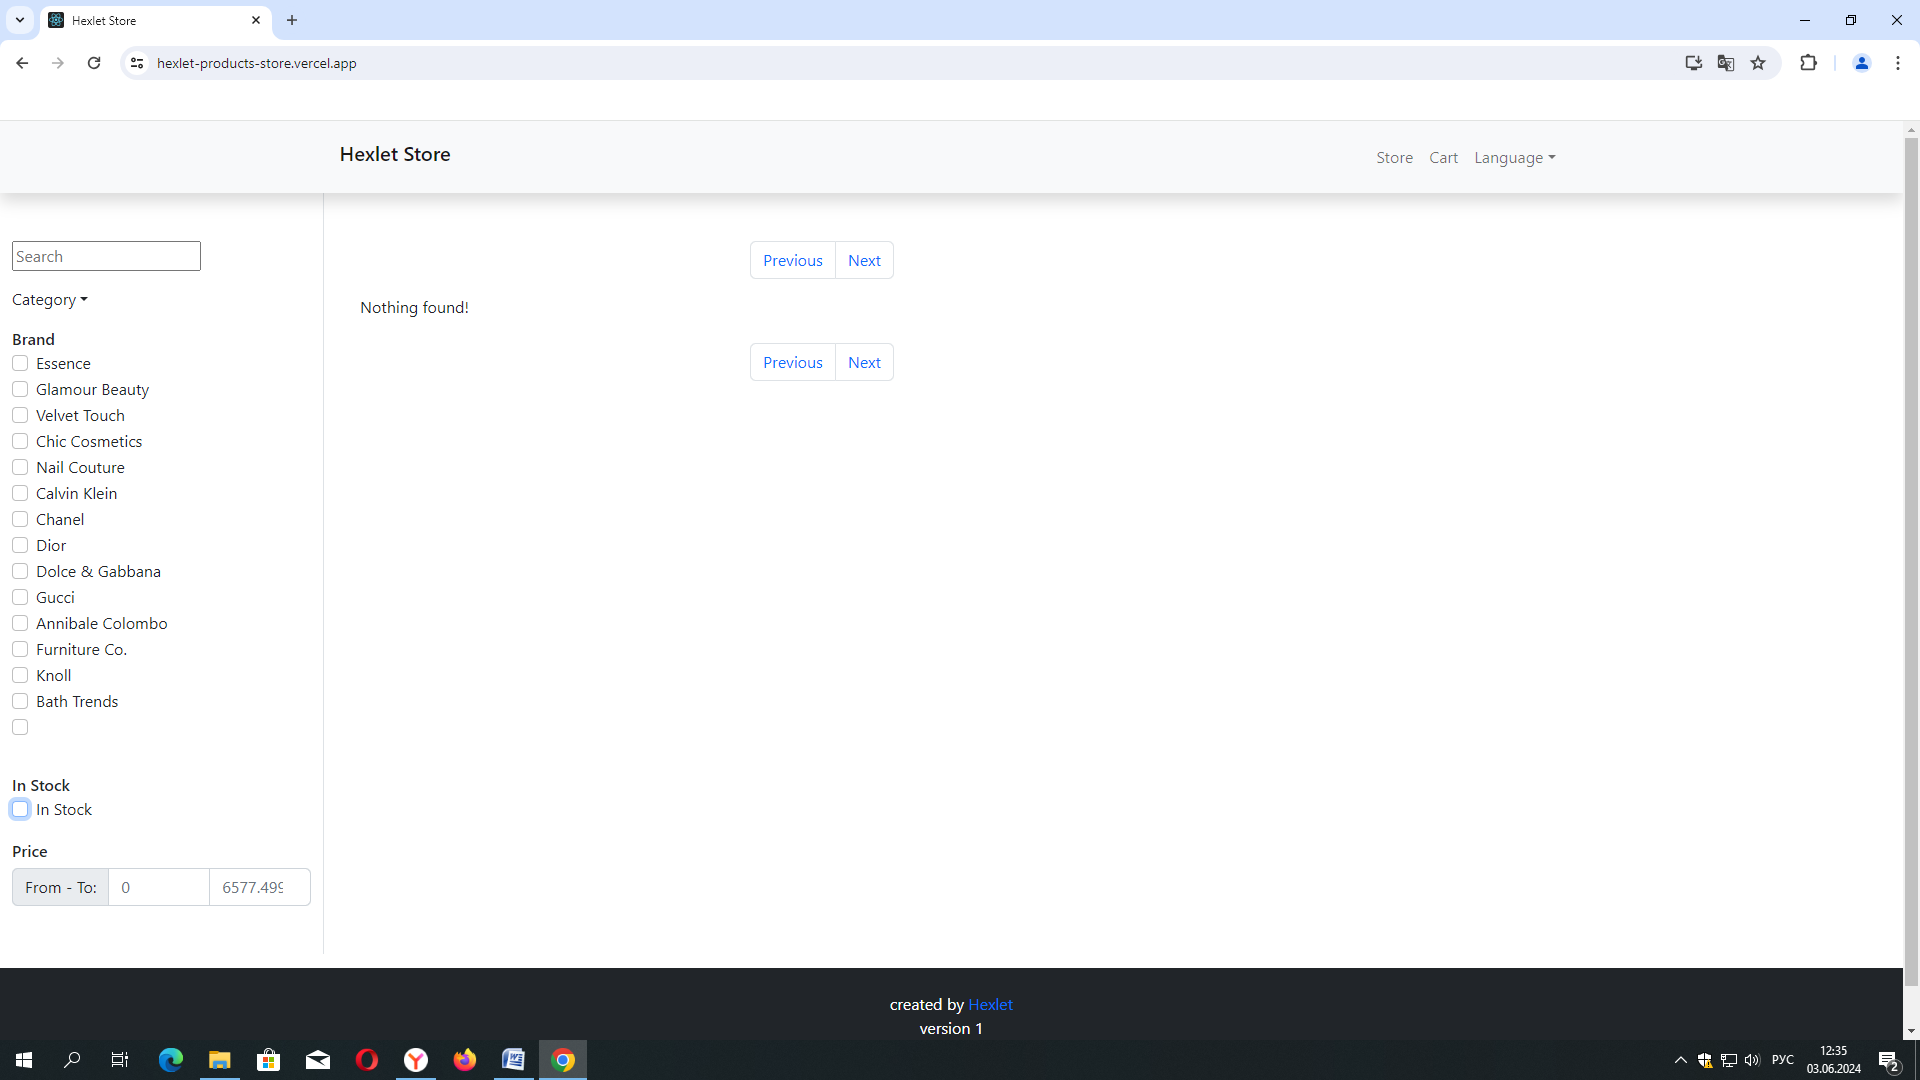 Hexlet Store
hexlet-products-store.vercel.app
Hexlet Store
Store Cart Language
Search
Category
Brand
Essence
Glamour Beauty
Velvet Touch
Chic Cosmetics
Nail Couture
Calvin Klein
Chanel
Dior
Dolce & Gabbana
Gucci
Annibale Colombo
Furniture Co.
Knoll
Bath Trends
In Stock
In Stock
Price
From - To: 0 6577.499
Previous Next
Nothing found!
Previous Next
created by Hexlet
version 1
РУС
12:35
03.06.2024
2